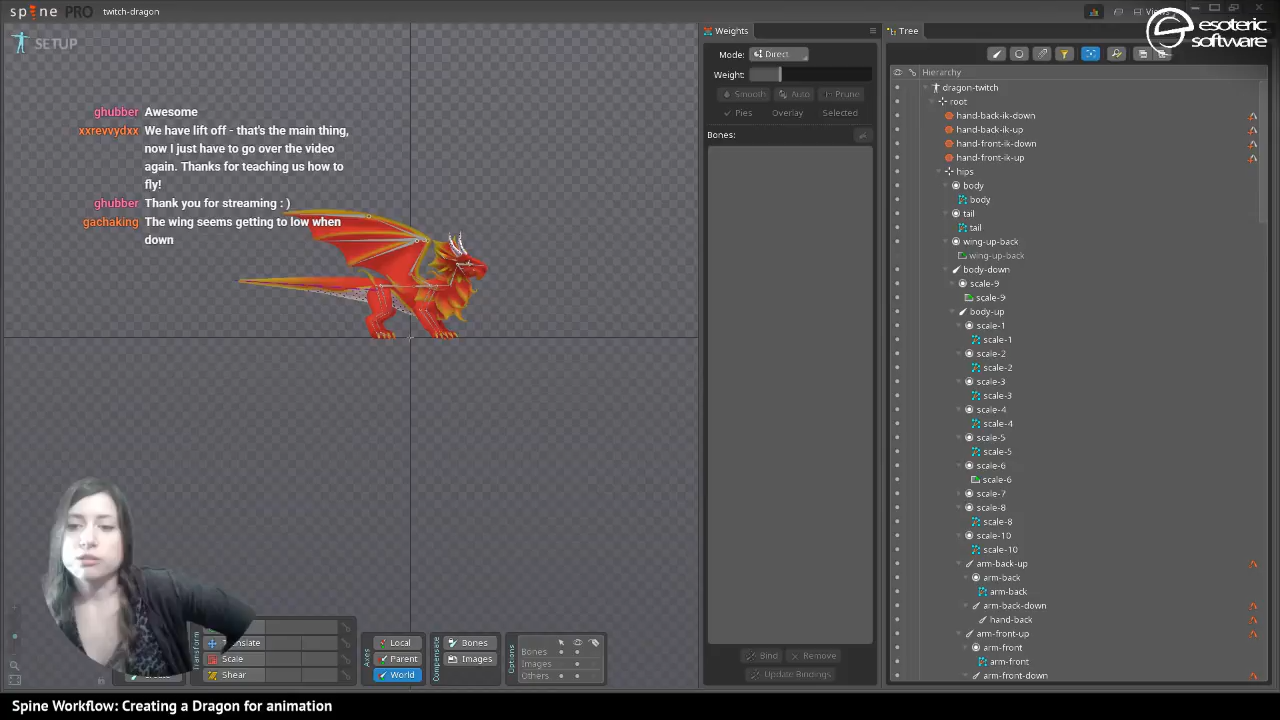 spine PRO
twitch-dragon
Views
esoteric
software
SETUP
ghubber Awesome
xxrevvydxx We have lift off - that's the main thing,
now I just have to go over the video
again. Thanks for teaching us how to
fly!
ghubber Thank you for streaming : )
gachaking The wing seems getting to low when
down
Weights
Mode: Direct
Weight:
Smooth Auto Prune
Pies Overlay Selected
Bones:
Bind Remove
Update Bindings
Tree
Hierarchy
dragon-twitch
root
hand-back-ik-down
hand-back-ik-up
hand-front-ik-down
hand-front-ik-up
hips
body
body
tail
tail
wing-up-back
wing-up-back
body-down
scale-9
scale-9
body-up
scale-1
scale-1
scale-2
scale-2
scale-3
scale-3
scale-4
scale-4
scale-5
scale-5
scale-6
scale-6
scale-7
scale-8
scale-8
scale-10
scale-10
arm-back-up
arm-back
arm-back
arm-back-down
hand-back
arm-front-up
arm-front
arm-front
arm-front-down
Transform
Scale
Shear
Axes
Local
Parent
World
Compensate
Bones
Images
Options
Bones
Images
Others
Spine Workflow: Creating a Dragon for animation